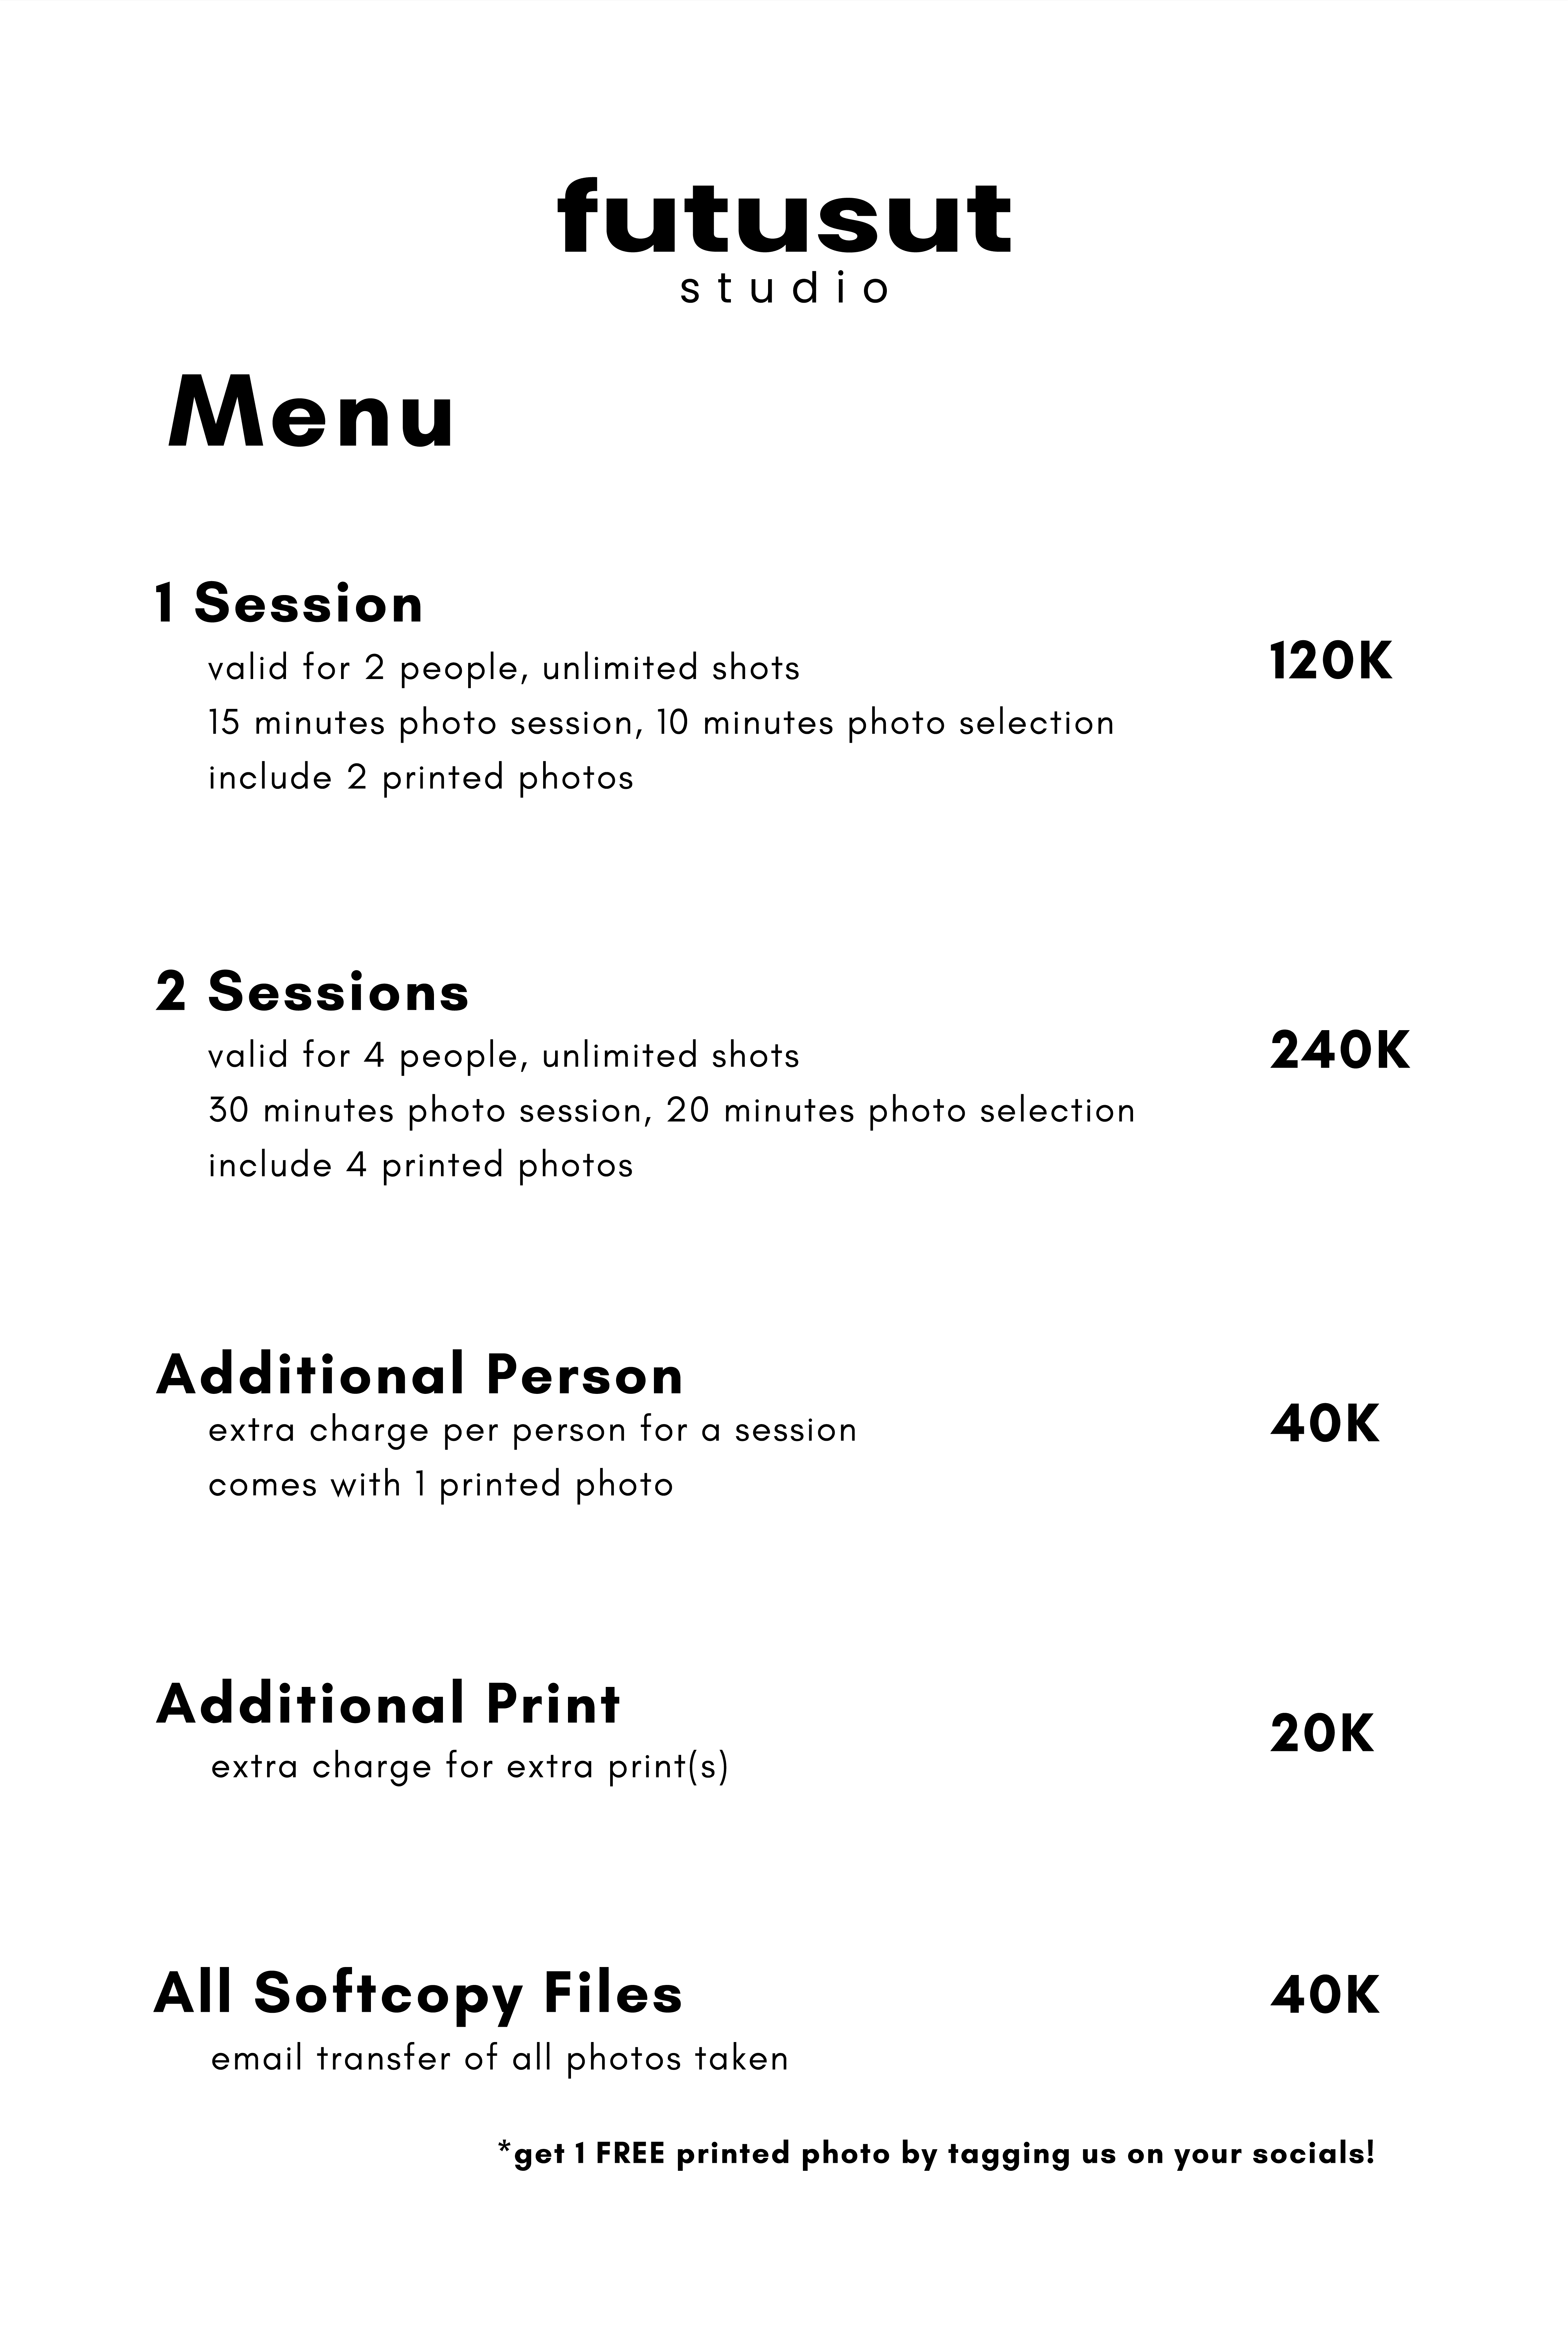 futusut
studio
Menu
1 Session
120K
valid for 2 people, unlimited shots
15 minutes photo session, 10 minutes photo selection
include 2 printed photos
2 Sessions
240K
valid for 4 people, unlimited shots
30 minutes photo session, 20 minutes photo selection
include 4 printed photos
Additional Person
40K
extra charge per person for a session
comes with 1 printed photo
Additional Print
20K
extra charge for extra print(s)
All Softcopy Files
40K
email transfer of all photos taken
*get 1 FREE printed photo by tagging us on your socials!